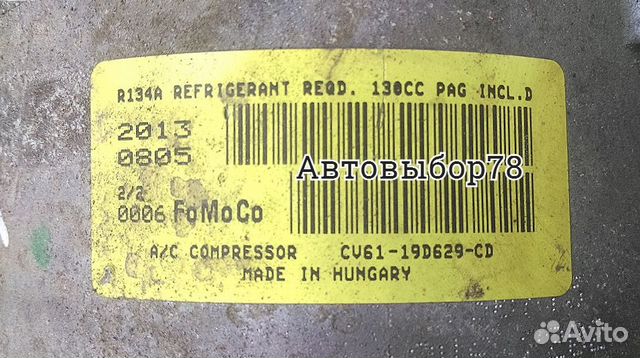 R134A REFRIGERANT REQD. 130CC PAG INCL.D
2013
0805
Автовыбор78
2/2
0006 FoMoCo
A/C COMPRESSOR CV61-19D629-CD
MADE IN HUNGARY
Avito